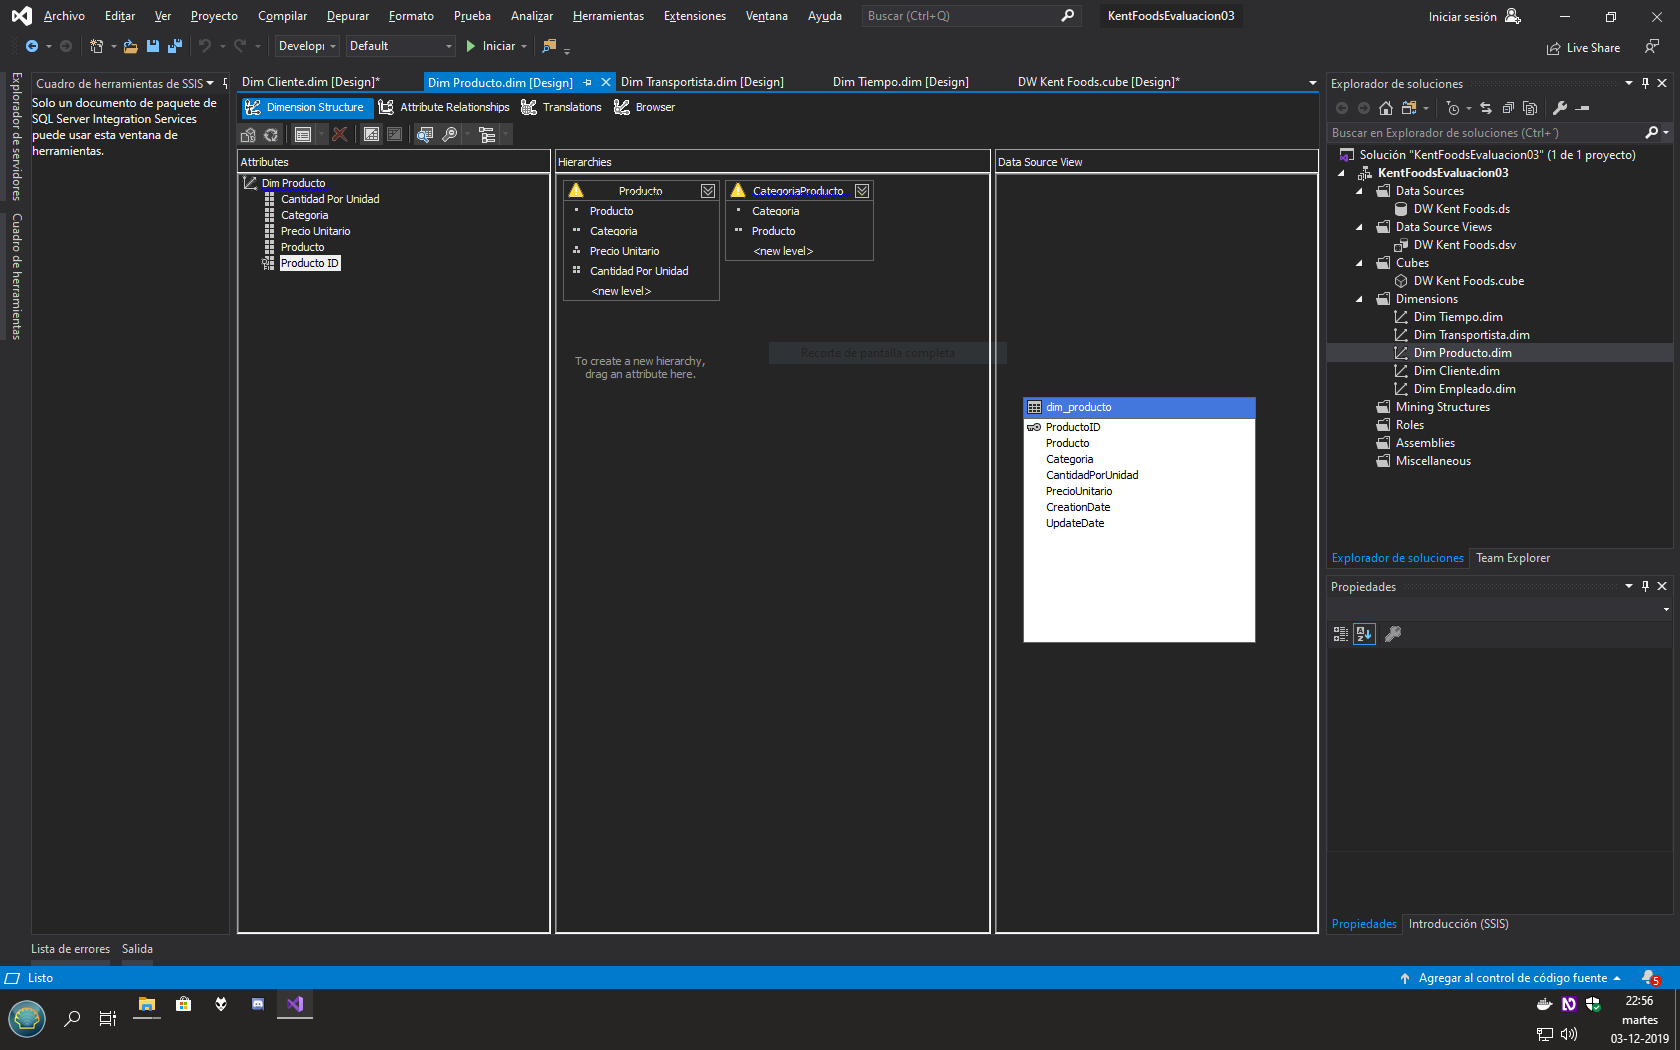 Archivo Editar Ver Proyecto Compilar Depurar Formato Prueba Analizar Herramientas Extensiones Ventana Ayuda Buscar (Ctrl+Q) KentFoodsEvaluacion03 Iniciar sesión
Developi Default Iniciar Live Share
Explorador de servidores
Cuadro de herramientas
Cuadro de herramientas de SSIS
Solo un documento de paquete de
SQL Server Integration Services
puede usar esta ventana de
herramientas.
Dim Cliente.dim [Design]* Dim Producto.dim [Design] Dim Transportista.dim [Design] Dim Tiempo.dim [Design] DW Kent Foods.cube [Design]*
Dimension Structure Attribute Relationships Translations Browser
Attributes
Dim Producto
Cantidad Por Unidad
Categoria
Precio Unitario
Producto
Producto ID
Hierarchies
Producto
Producto
Categoria
Precio Unitario
Cantidad Por Unidad
<new level>
CategoriaProducto
Categoria
Producto
<new level>
Recorte de pantalla completa
To create a new hierarchy,
drag an attribute here.
Data Source View
dim_producto
ProductoID
Producto
Categoria
CantidadPorUnidad
PrecioUnitario
CreationDate
UpdateDate
Explorador de soluciones
Buscar en Explorador de soluciones (Ctrl+´)
Solución "KentFoodsEvaluacion03" (1 de 1 proyecto)
KentFoodsEvaluacion03
Data Sources
DW Kent Foods.ds
Data Source Views
DW Kent Foods.dsv
Cubes
DW Kent Foods.cube
Dimensions
Dim Tiempo.dim
Dim Transportista.dim
Dim Producto.dim
Dim Cliente.dim
Dim Empleado.dim
Mining Structures
Roles
Assemblies
Miscellaneous
Explorador de soluciones Team Explorer
Propiedades
Propiedades Introducción (SSIS)
Lista de errores Salida
Listo Agregar al control de código fuente 5
22:56
martes
03-12-2019